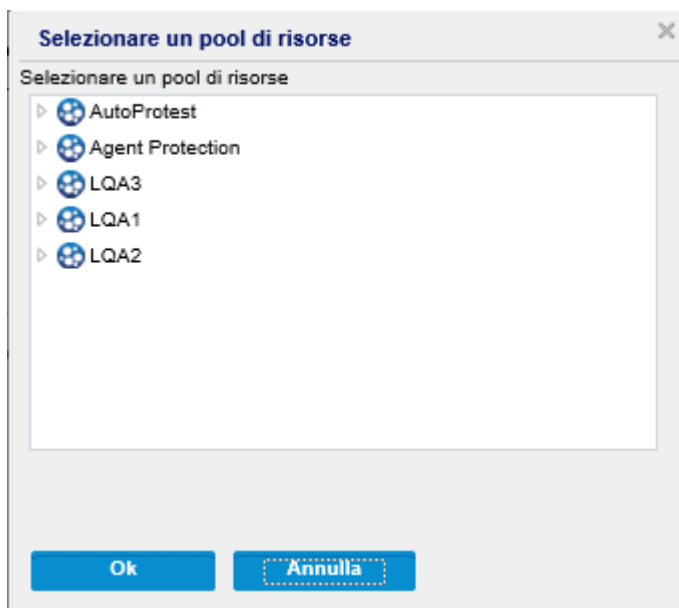 Selezionare un pool di risorse
Selezionare un pool di risorse
AutoProtest
Agent Protection
LQA3
LQA1
LQA2
Ok
Annulla